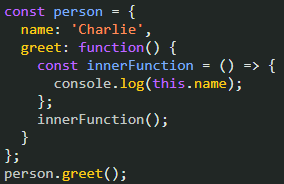 const person = {
  name: 'Charlie',
  greet: function() {
    const innerFunction = () => {
      console.log(this.name);
    };
    innerFunction();
  }
};
person.greet();